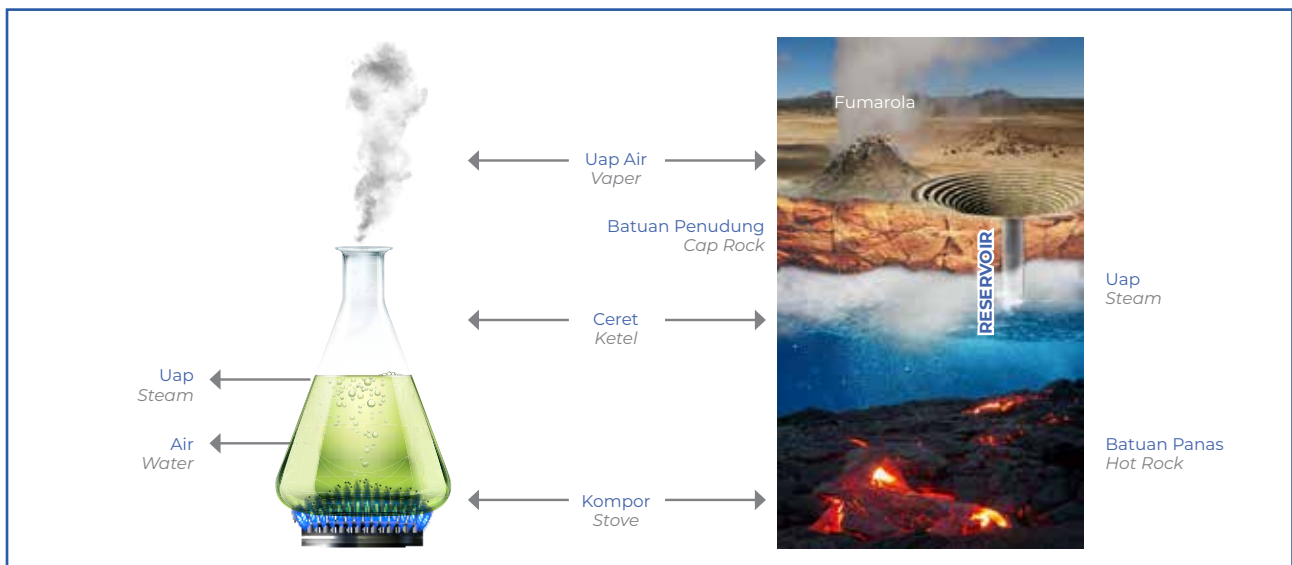 Fumarola
Uap Air
Vaper
Batuan Penudung
Cap Rock
RESERVOIR
Uap
Steam
Ceret
Ketel
Uap
Steam
Air
Water
Batuan Panas
Hot Rock
Kompor
Stove